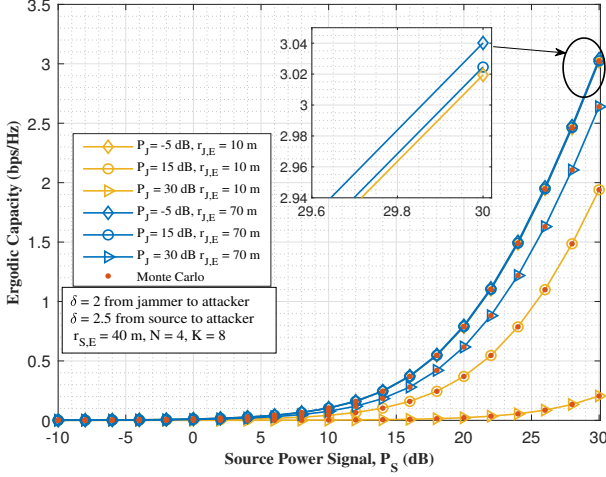 3.5
3
2.5
2
1.5
1
0.5
0
Ergodic Capacity (bps/Hz)
3.04
3.02
3
2.98
2.96
2.94
29.6
29.8
30
P_J= -5 dB, r_J,E = 10 m
P_J = 15 dB, r_J,E = 10 m
P_J = 30 dB r_J,E = 10 m
P_J= -5 dB, r_J,E = 70 m
P_J = 15 dB, r_J,E = 70 m
P_J = 30 dB r_J,E = 70 m
Monte Carlo
δ = 2 from jammer to attacker
δ = 2.5 from source to attacker
r_S,E = 40 m, N = 4, K = 8
-10
-5
0
5
10
15
20
25
30
Source Power Signal, P_S (dB)